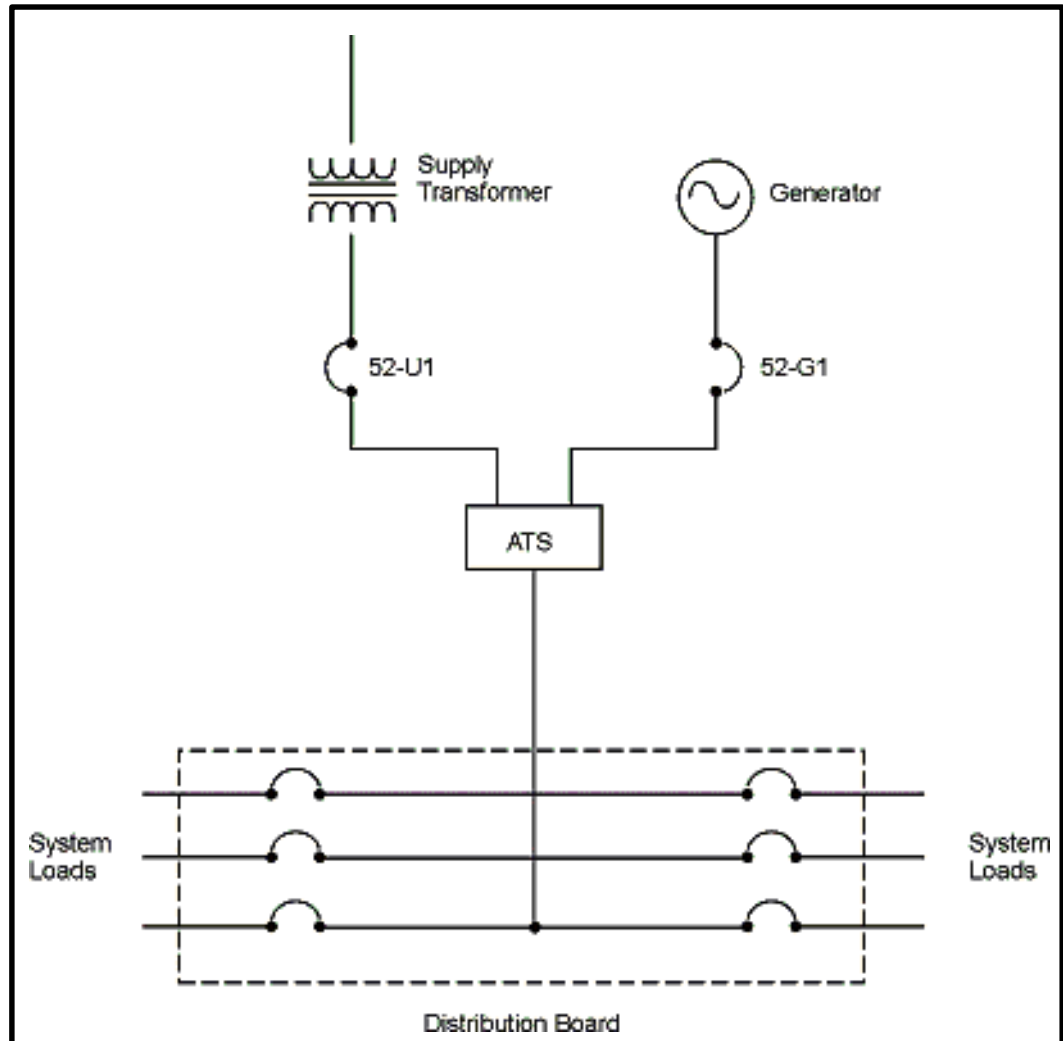 Supply
Transformer
Generator
52-U1
52-G1
ATS
System
Loads
System
Loads
Distribution Board